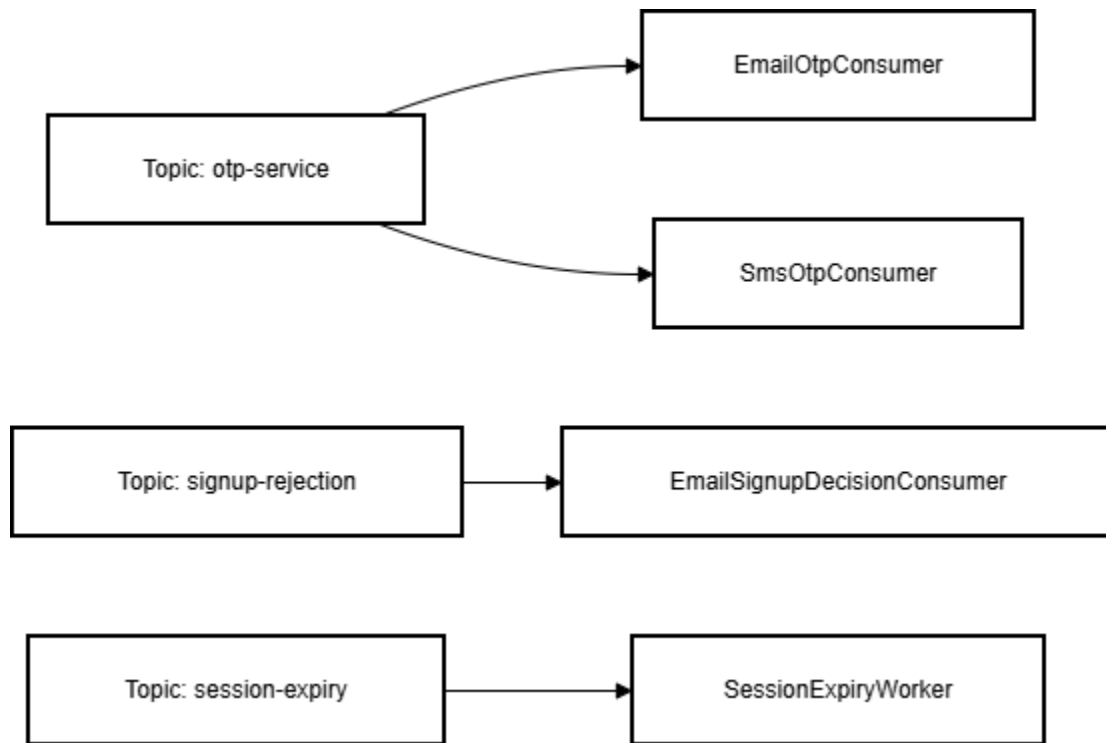 EmailOtpConsumer
Topic: otp-service
SmsOtpConsumer
Topic: signup-rejection
EmailSignupDecisionConsumer
Topic: session-expiry
SessionExpiryWorker